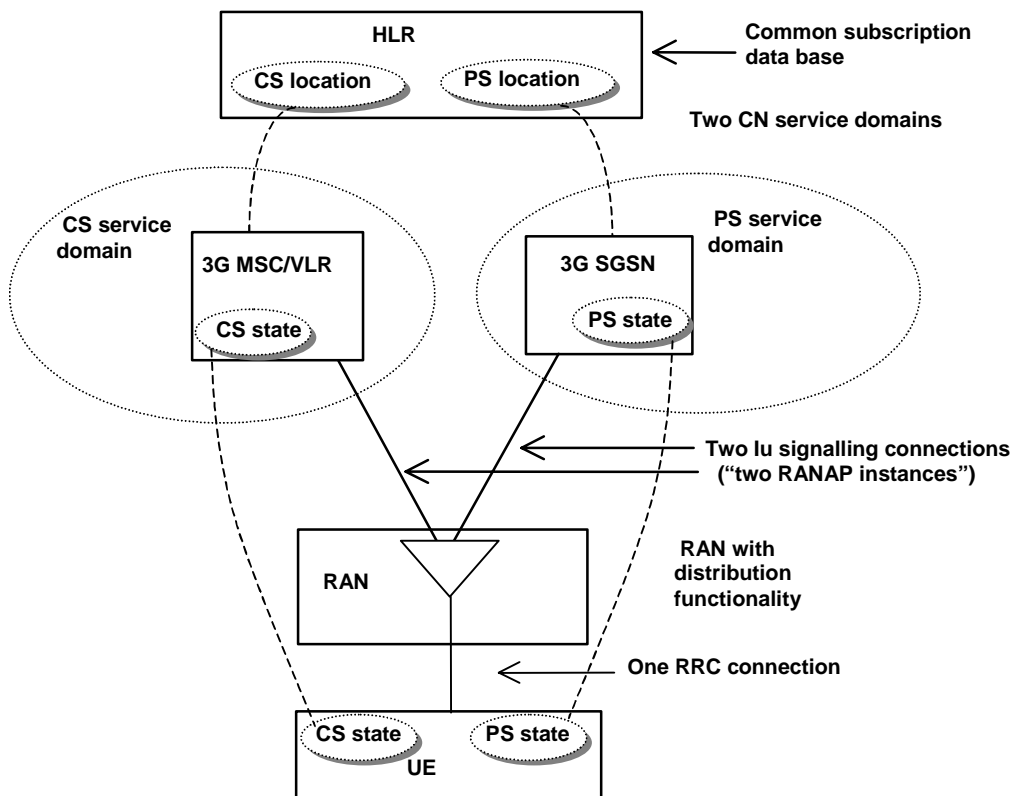 HLR
Common subscription
data base
CS location
PS location
Two CN service domains
CS service
domain
PS service
domain
3G MSC/VLR
3G SGSN
CS state
PS state
Two Iu signalling connections
(“two RANAP instances”)
RAN
RAN with
distribution
functionality
One RRC connection
CS state
PS state
UE